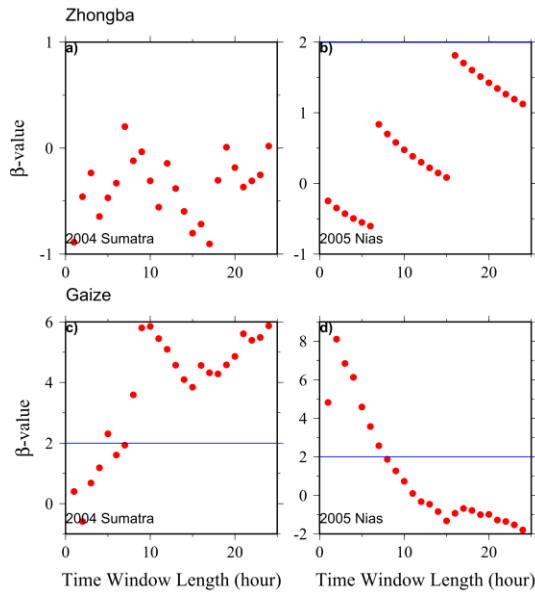 Zhongba
a)
b)
1
0
-1
2
1
0
-1
β-value
2004 Sumatra
2005 Nias
0
10
20
0
10
20
Gaize
c)
d)
6
4
2
0
8
6
4
2
0
-2
β-value
2004 Sumatra
2005 Nias
0
10
20
0
10
20
Time Window Length (hour)
Time Window Length (hour)